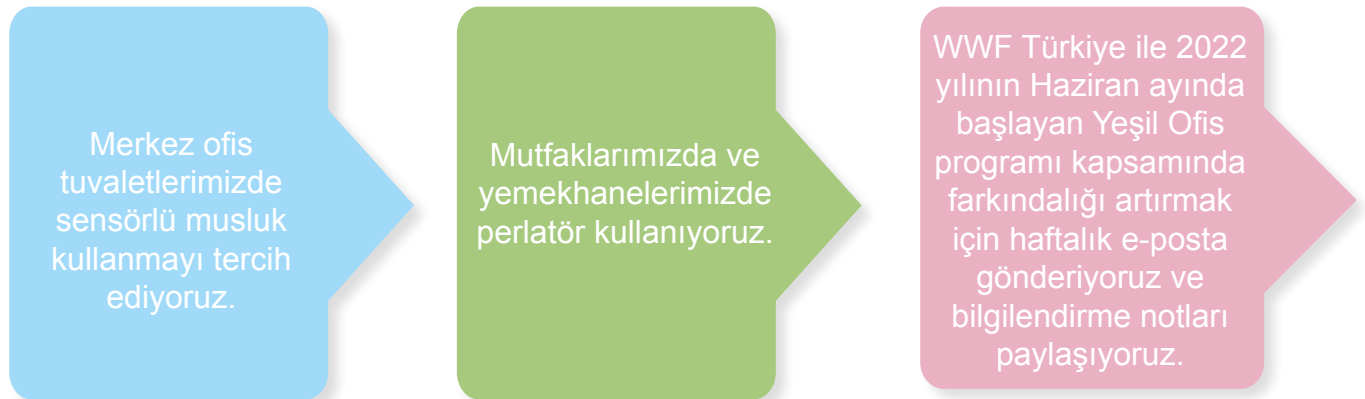 Merkez ofis
tuvaletlerimizde
sensörlü musluk
kullanmayı tercih
ediyoruz.
Mutfaklarımızda ve
yemekhanelerimizde
perlatör kullanıyoruz.
WWF Türkiye ile 2022
yılının Haziran ayında
başlayan Yeşil Ofis
programı kapsamında
farkındalığı artırmak
için haftalık e-posta
gönderiyoruz ve
bilgilendirme notları
paylaşıyoruz.